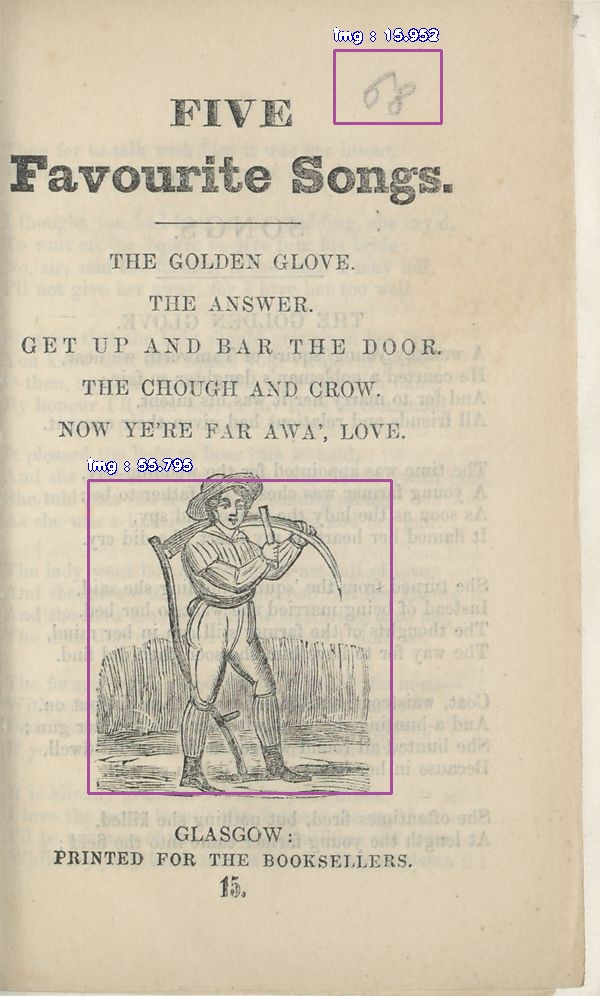 img : 15.952
68
FIVE
Favourite Songs.
THE GOLDEN GLOVE.
THE ANSWER.
GET UP AND BAR THE DOOR.
THE CHOUGH AND CROW.
NOW YE'RE FAR AWA', LOVE.
img : 55.795
GLASGOW:
PRINTED FOR THE BOOKSELLERS.
15.